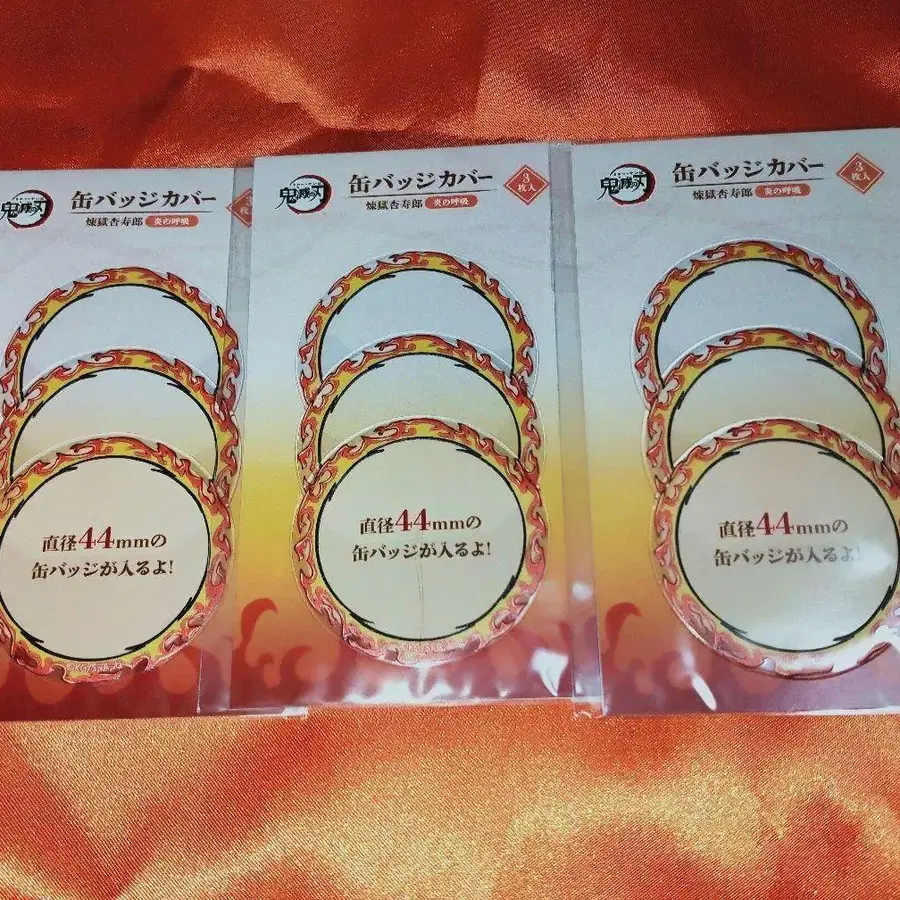 鬼滅の刃
缶バッジカバー
煉獄杏寿郎 炎の呼吸
3
直径44mmの
缶バッジが入るよ!
鬼滅の刃
缶バッジカバー
煉獄杏寿郎 炎の呼吸
3
枚入
直径44mmの
缶バッジが入るよ!
鬼滅の刃
缶バッジカバー
煉獄杏寿郎 炎の呼吸
3
枚入
直径44mmの
缶バッジが入るよ!